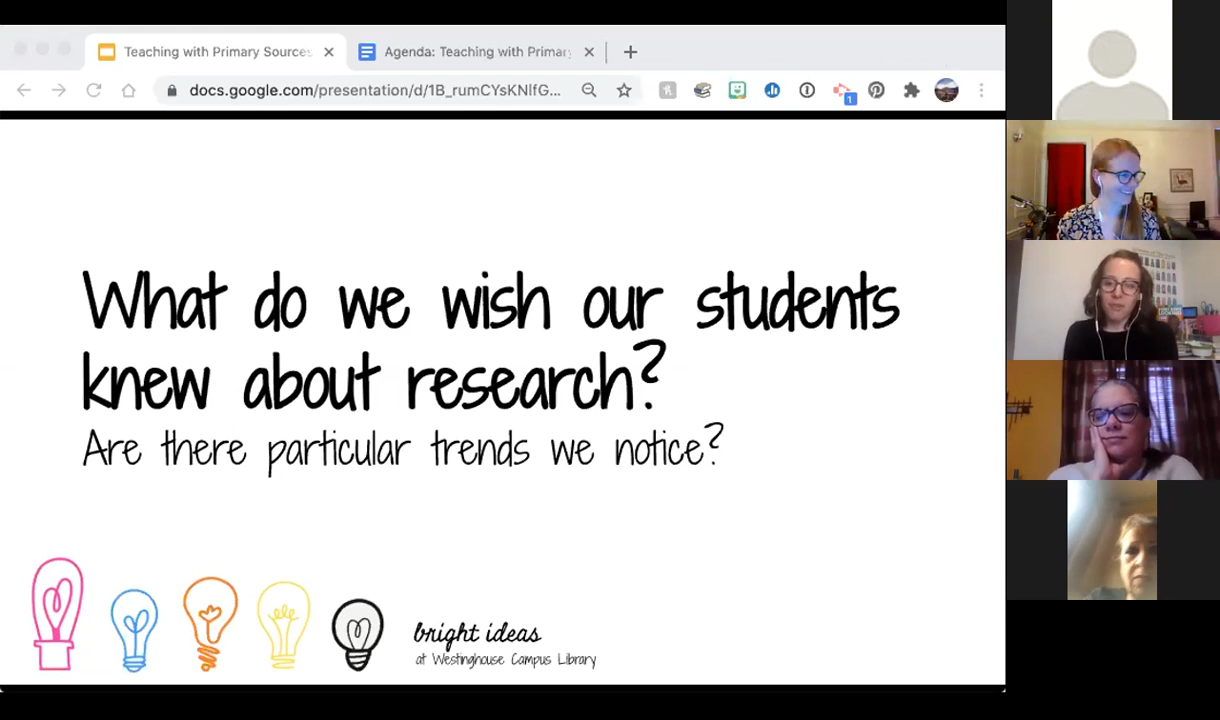 Teaching with Primary Sources
Agenda: Teaching with Primary
docs.google.com/presentation/d/1B_rumCYsKNlfG...
1
What do we wish our students
knew about research?
Are there particular trends we notice?
bright ideas
at Westinghouse Campus Library